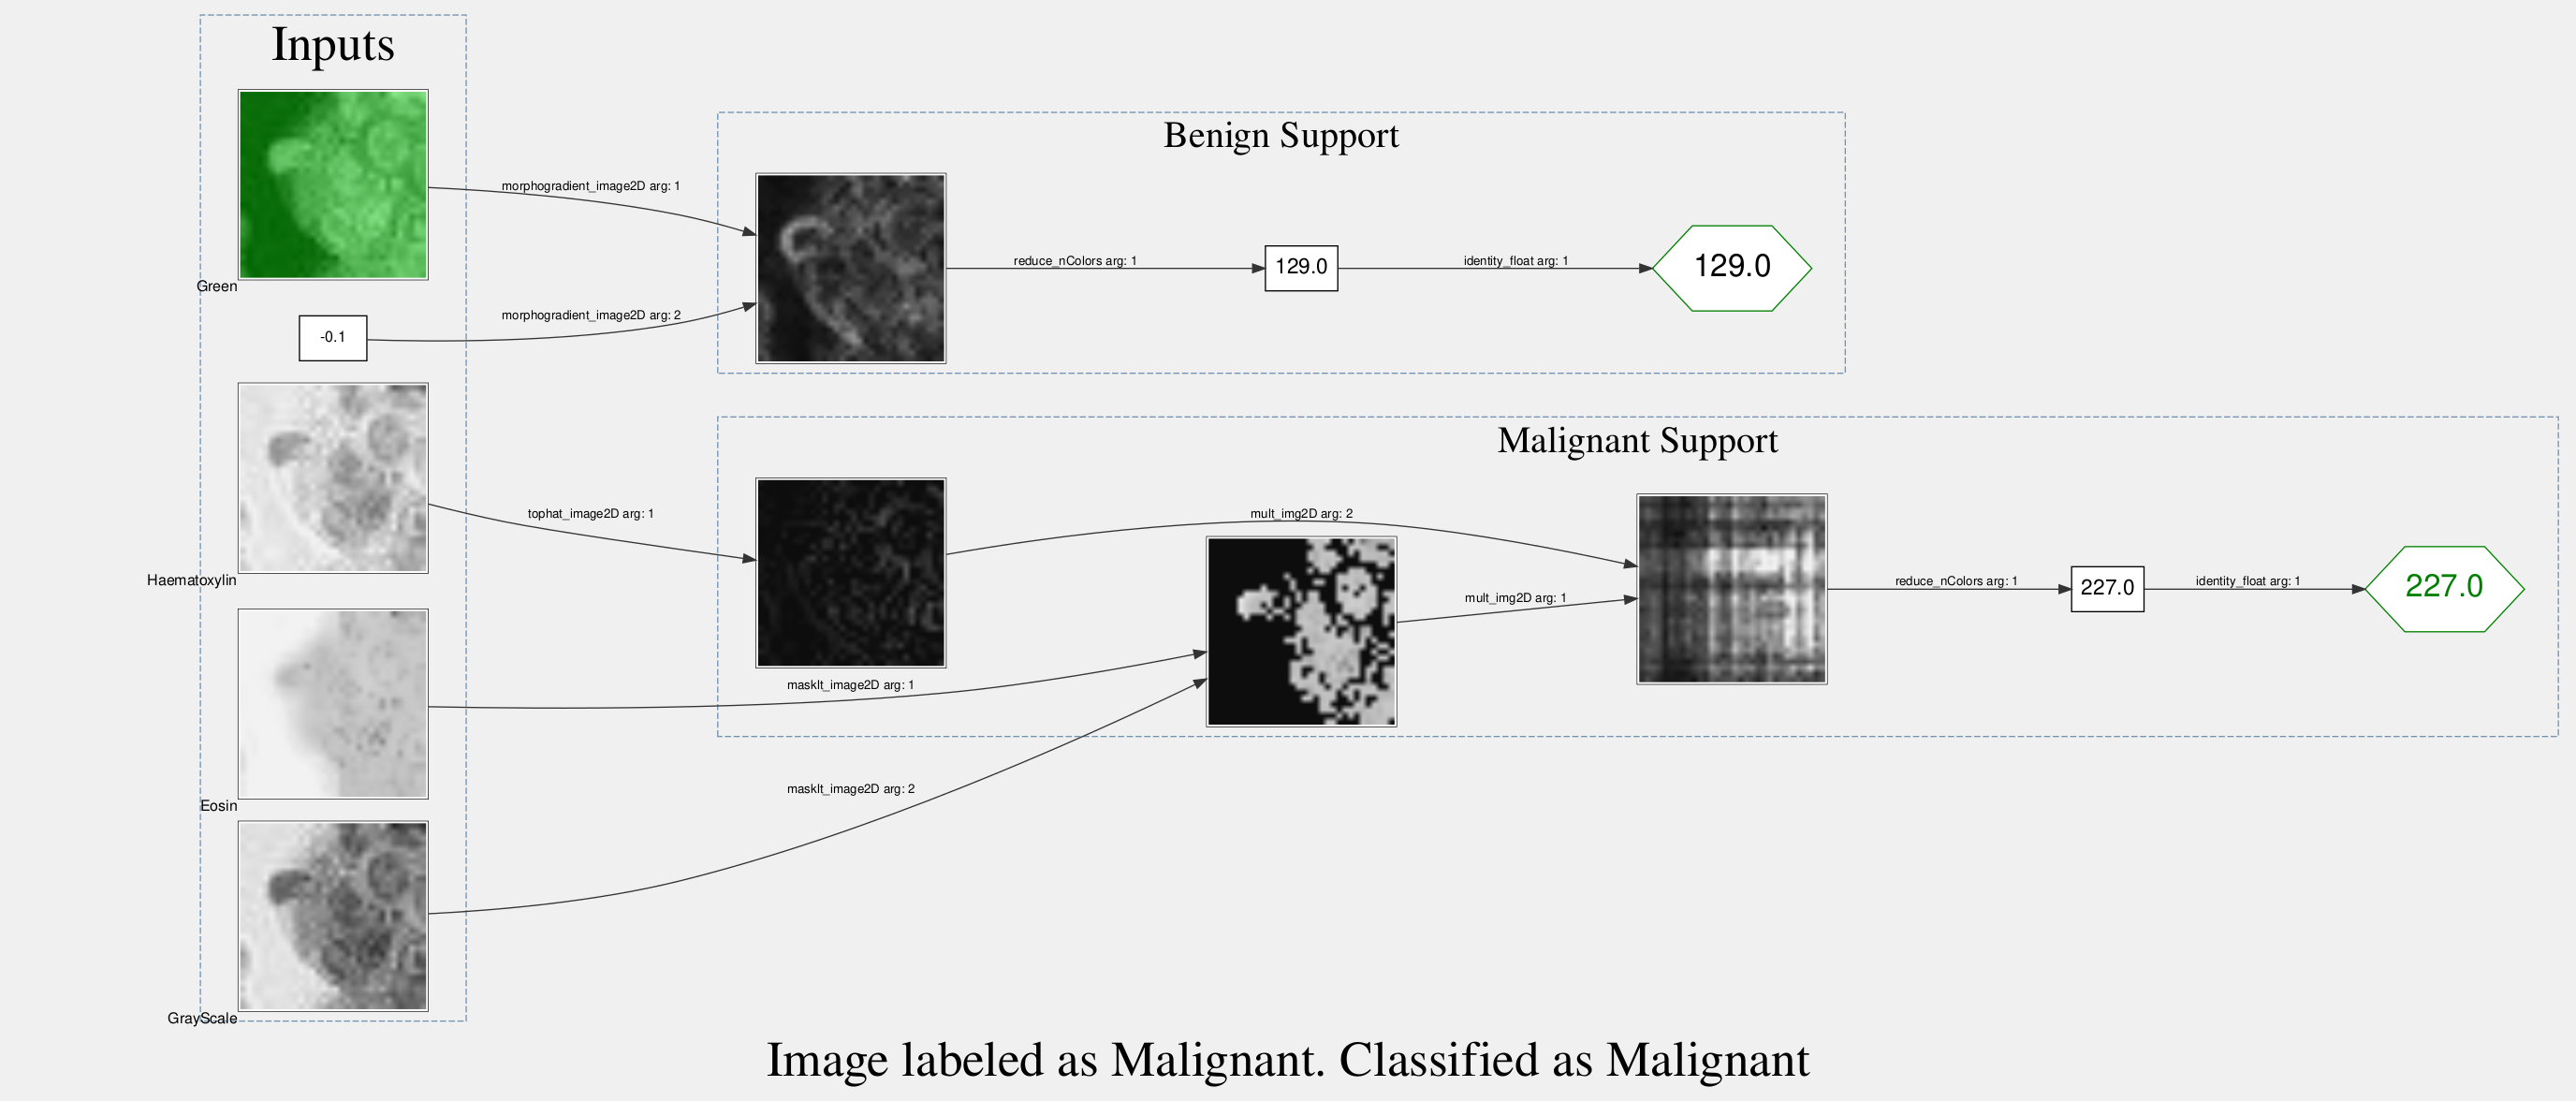 Inputs
Green
-0.1
Haematoxylin
Eosin
GrayScale
morphogradient_image2D arg: 1
morphogradient_image2D arg: 2
Benign Support
reduce_nColors arg: 1
129.0
identity_float arg: 1
129.0
tophat_image2D arg: 1
Malignant Support
mult_img2D arg: 2
masklt_image2D arg: 1
masklt_image2D arg: 2
mult_img2D arg: 1
reduce_nColors arg: 1
227.0
identity_float arg: 1
227.0
Image labeled as Malignant. Classified as Malignant